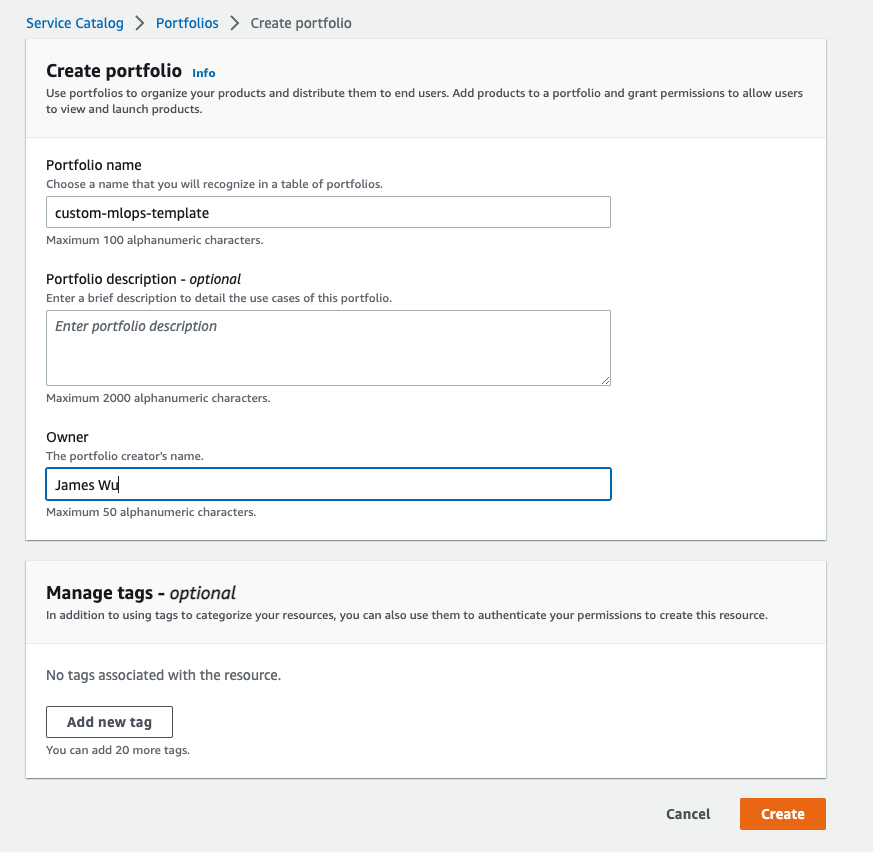 Service Catalog > Portfolios > Create portfolio
Create portfolio Info
Use portfolios to organize your products and distribute them to end users. Add products to a portfolio and grant permissions to allow users
to view and launch products.
Portfolio name
Choose a name that you will recognize in a table of portfolios.
custom-mlops-template
Maximum 100 alphanumeric characters.
Portfolio description - optional
Enter a brief description to detail the use cases of this portfolio.
Enter portfolio description
Maximum 2000 alphanumeric characters.
Owner
The portfolio creator's name.
James Wu
Maximum 50 alphanumeric characters.
Manage tags - optional
In addition to using tags to categorize your resources, you can also use them to authenticate your permissions to create this resource.
No tags associated with the resource.
Add new tag
You can add 20 more tags.
Cancel Create